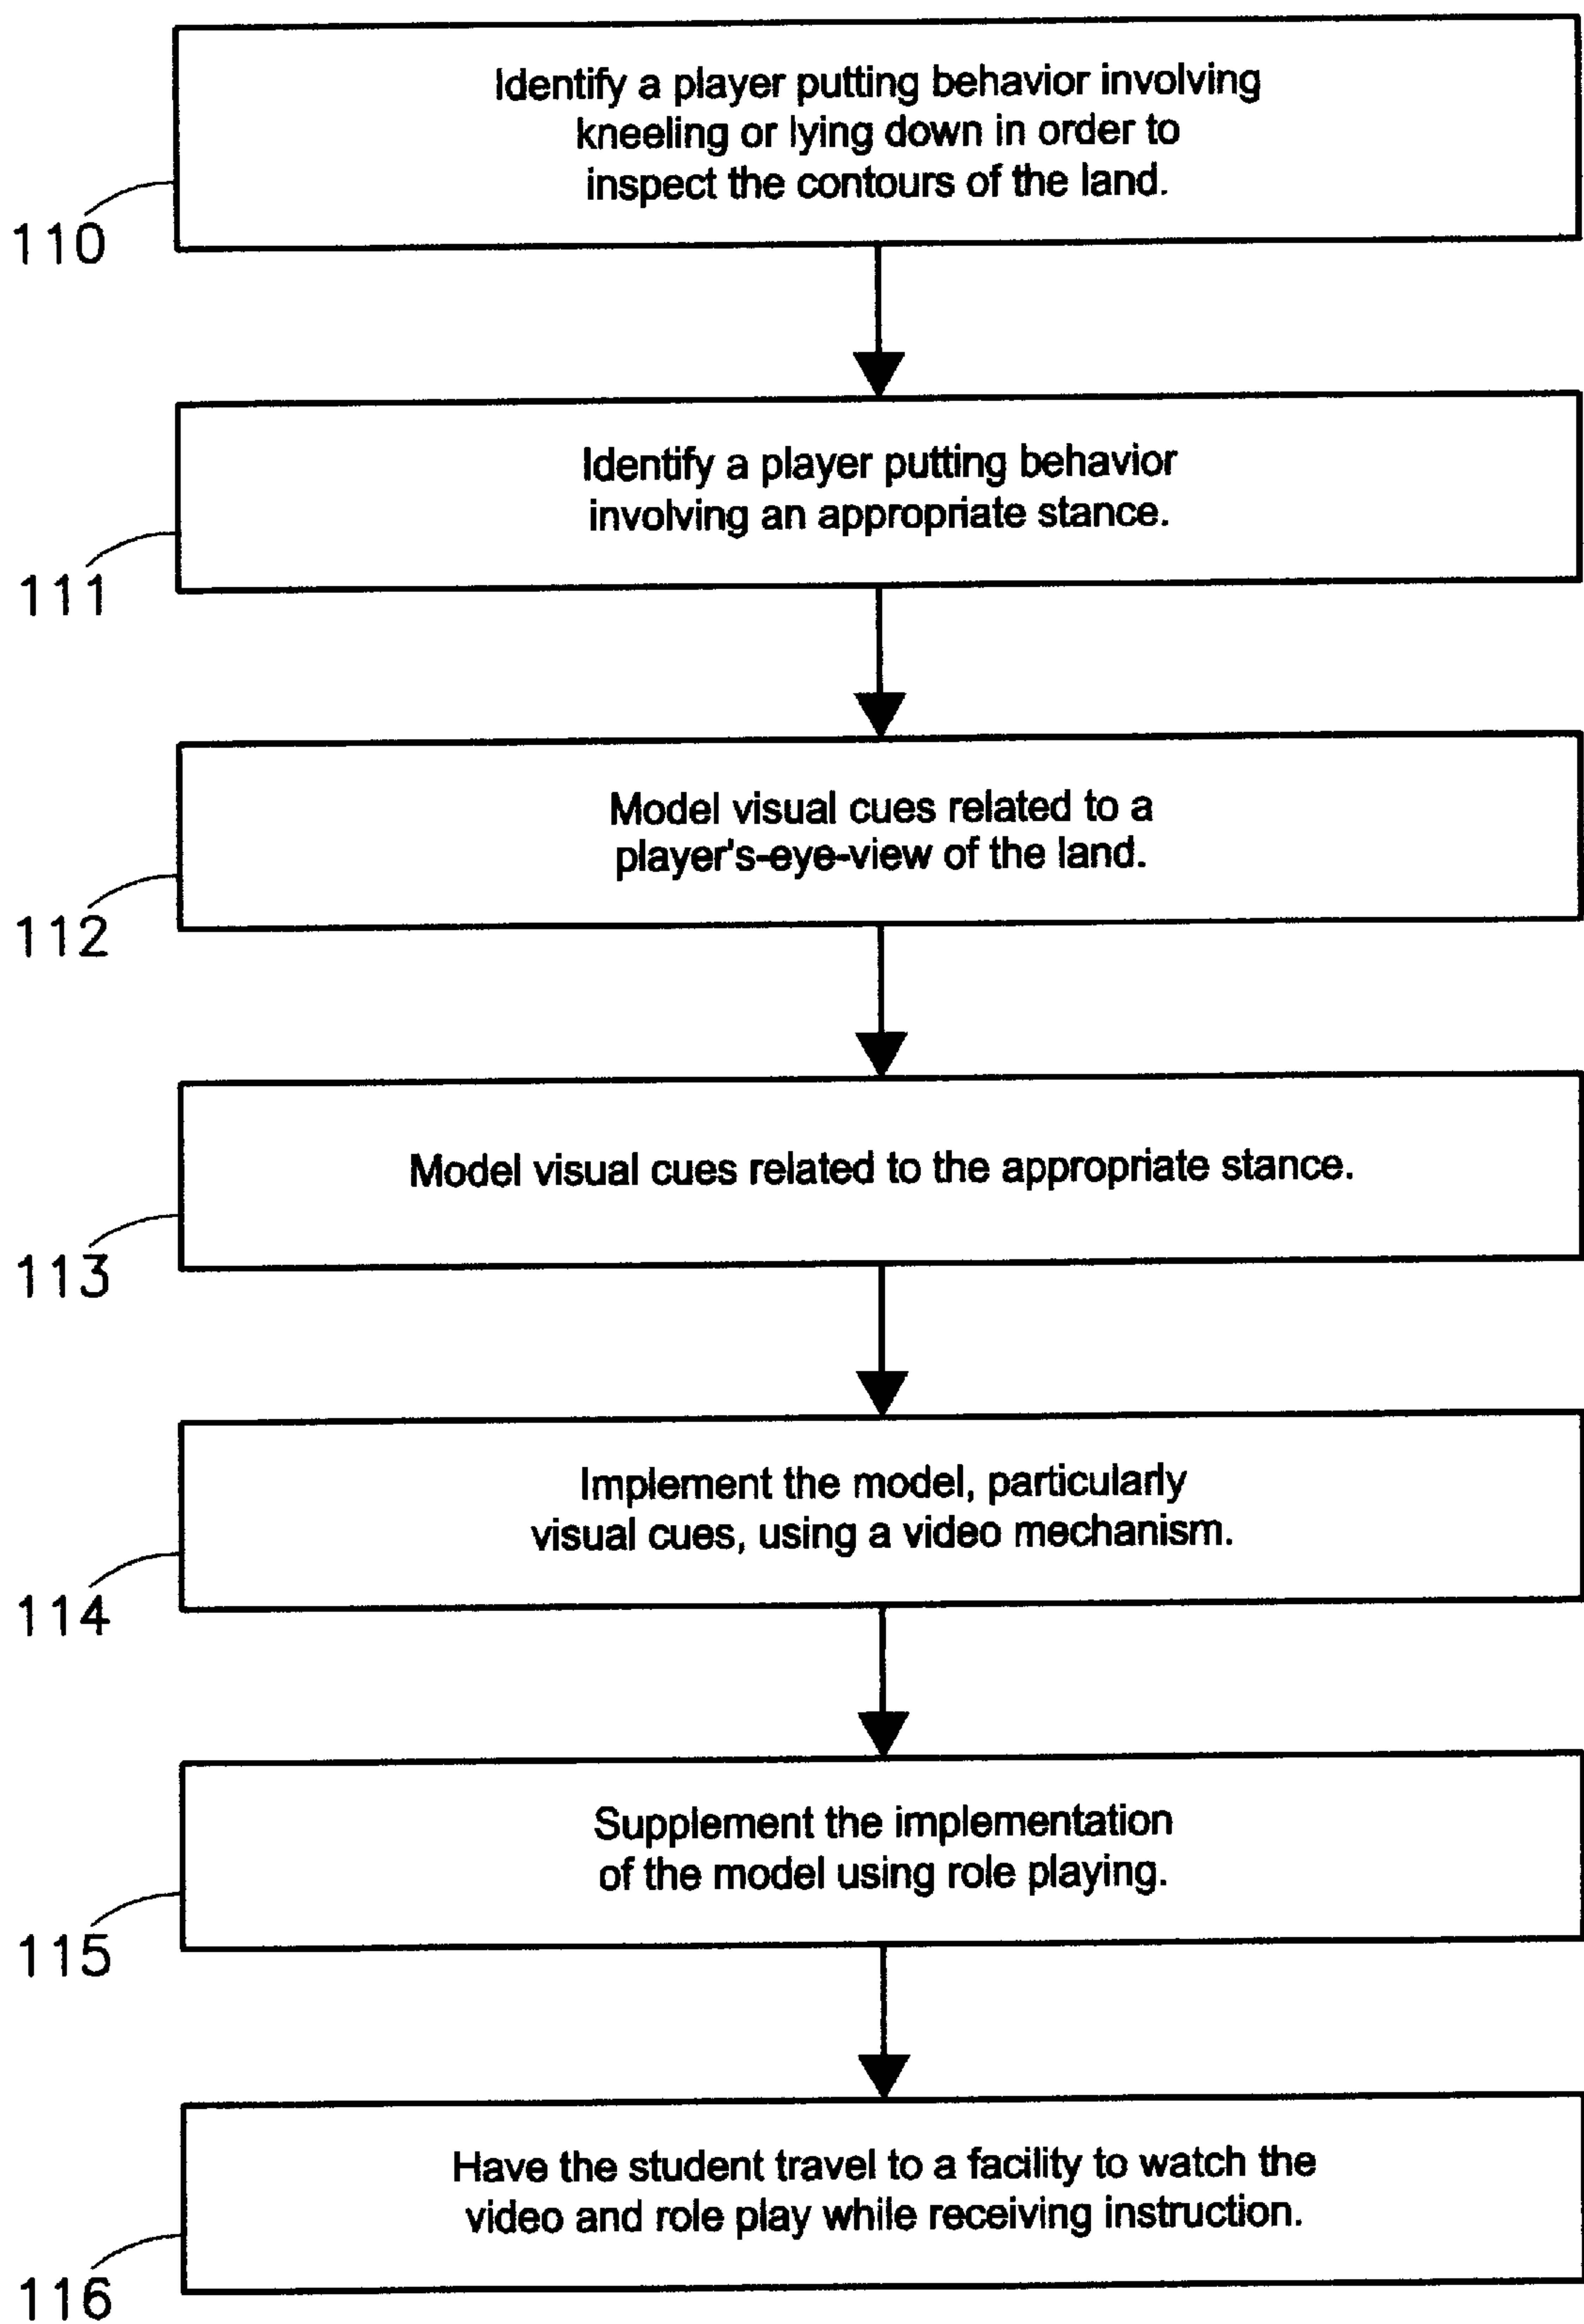 Identify a player putting behavior involving
kneeling or lying down in order to
inspect the contours of the land.
110
Identify a player putting behavior
involving an appropriate stance.
111
Model visual cues related to a
player's-eye-view of the land.
112
Model visual cues related to the appropriate stance.
113
Implement the model, particularly
visual cues, using a video mechanism.
114
Supplement the implementation
of the model using role playing.
115
Have the student travel to a facility to watch the
video and role play while receiving instruction.
116